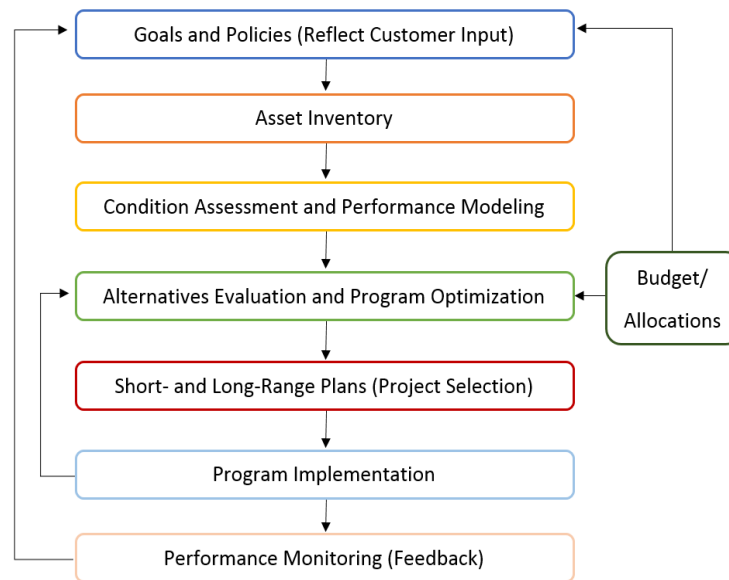 Goals and Policies (Reflect Customer Input)
Asset Inventory
Condition Assessment and Performance Modeling
Alternatives Evaluation and Program Optimization
Budget/
Allocations
Short- and Long-Range Plans (Project Selection)
Program Implementation
Performance Monitoring (Feedback)